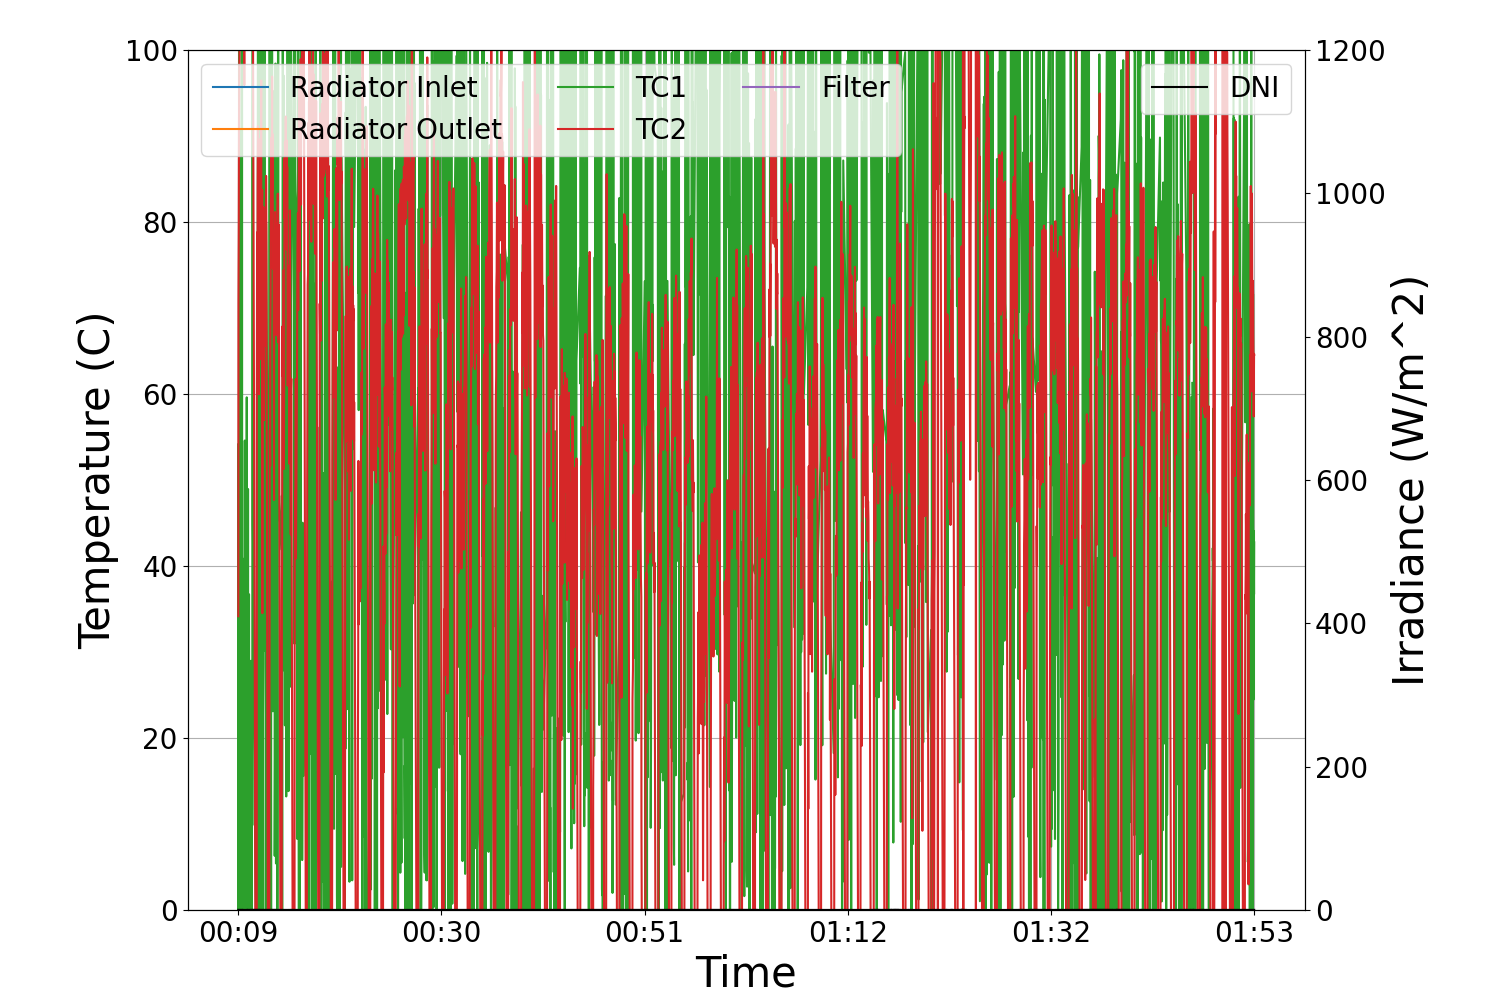 100
80
60
40
20
0
Temperature (C)
Radiator Inlet
Radiator Outlet
TC1
TC2
Filter
DNI
1200
1000
800
600
400
200
0
Irradiance (W/m^2)
00:09 00:30 00:51 01:12 01:32 01:53
Time